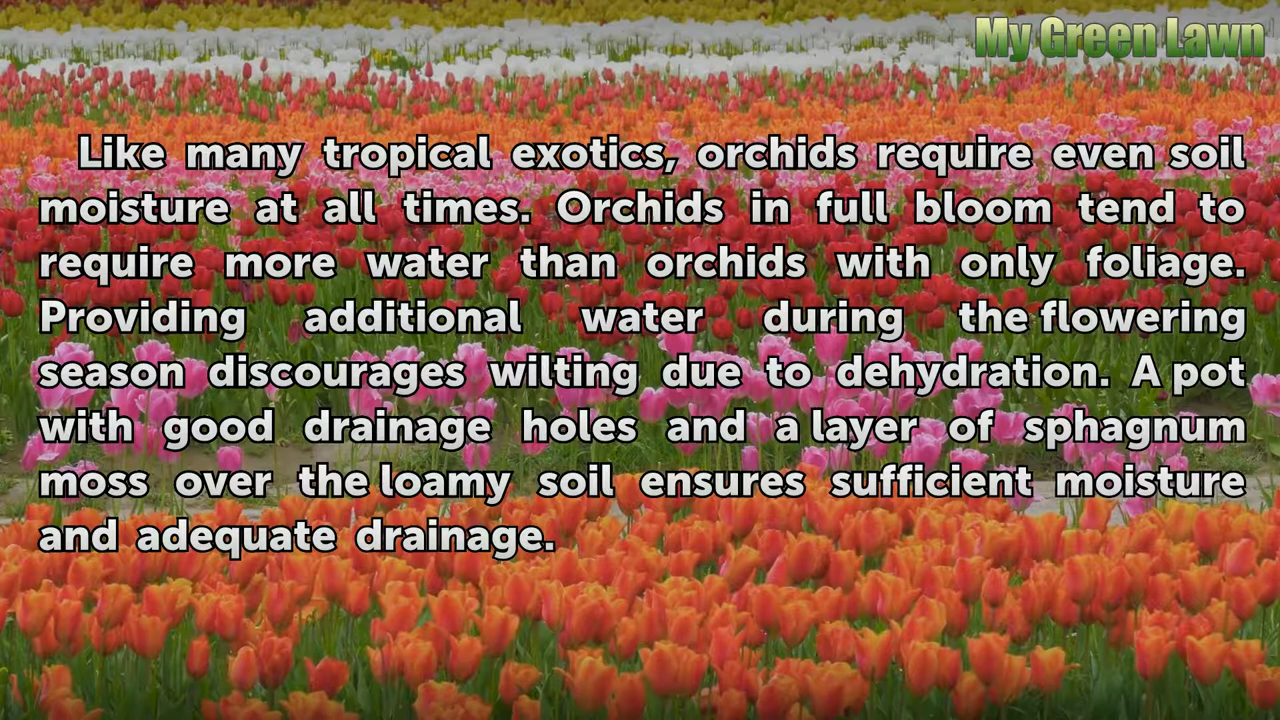 My Green Lawn
Like many tropical exotics, orchids require even soil
moisture at all times. Orchids in full bloom tend to
require more water than orchids with only foliage.
Providing additional water during the flowering
season discourages wilting due to dehydration. A pot
with good drainage holes and a layer of sphagnum
moss over the loamy soil ensures sufficient moisture
and adequate drainage.